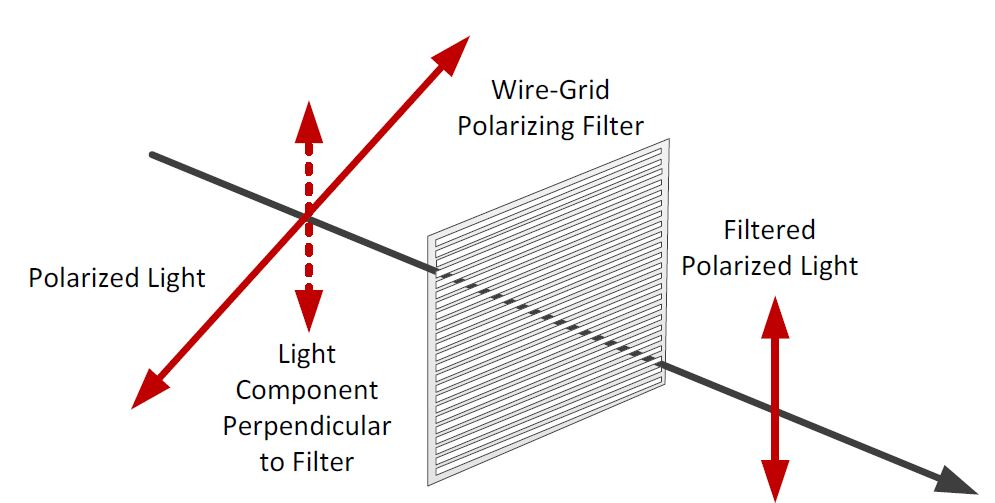 Wire-Grid
Polarizing Filter
Filtered
Polarized Light
Polarized Light
Light
Component
Perpendicular
to Filter